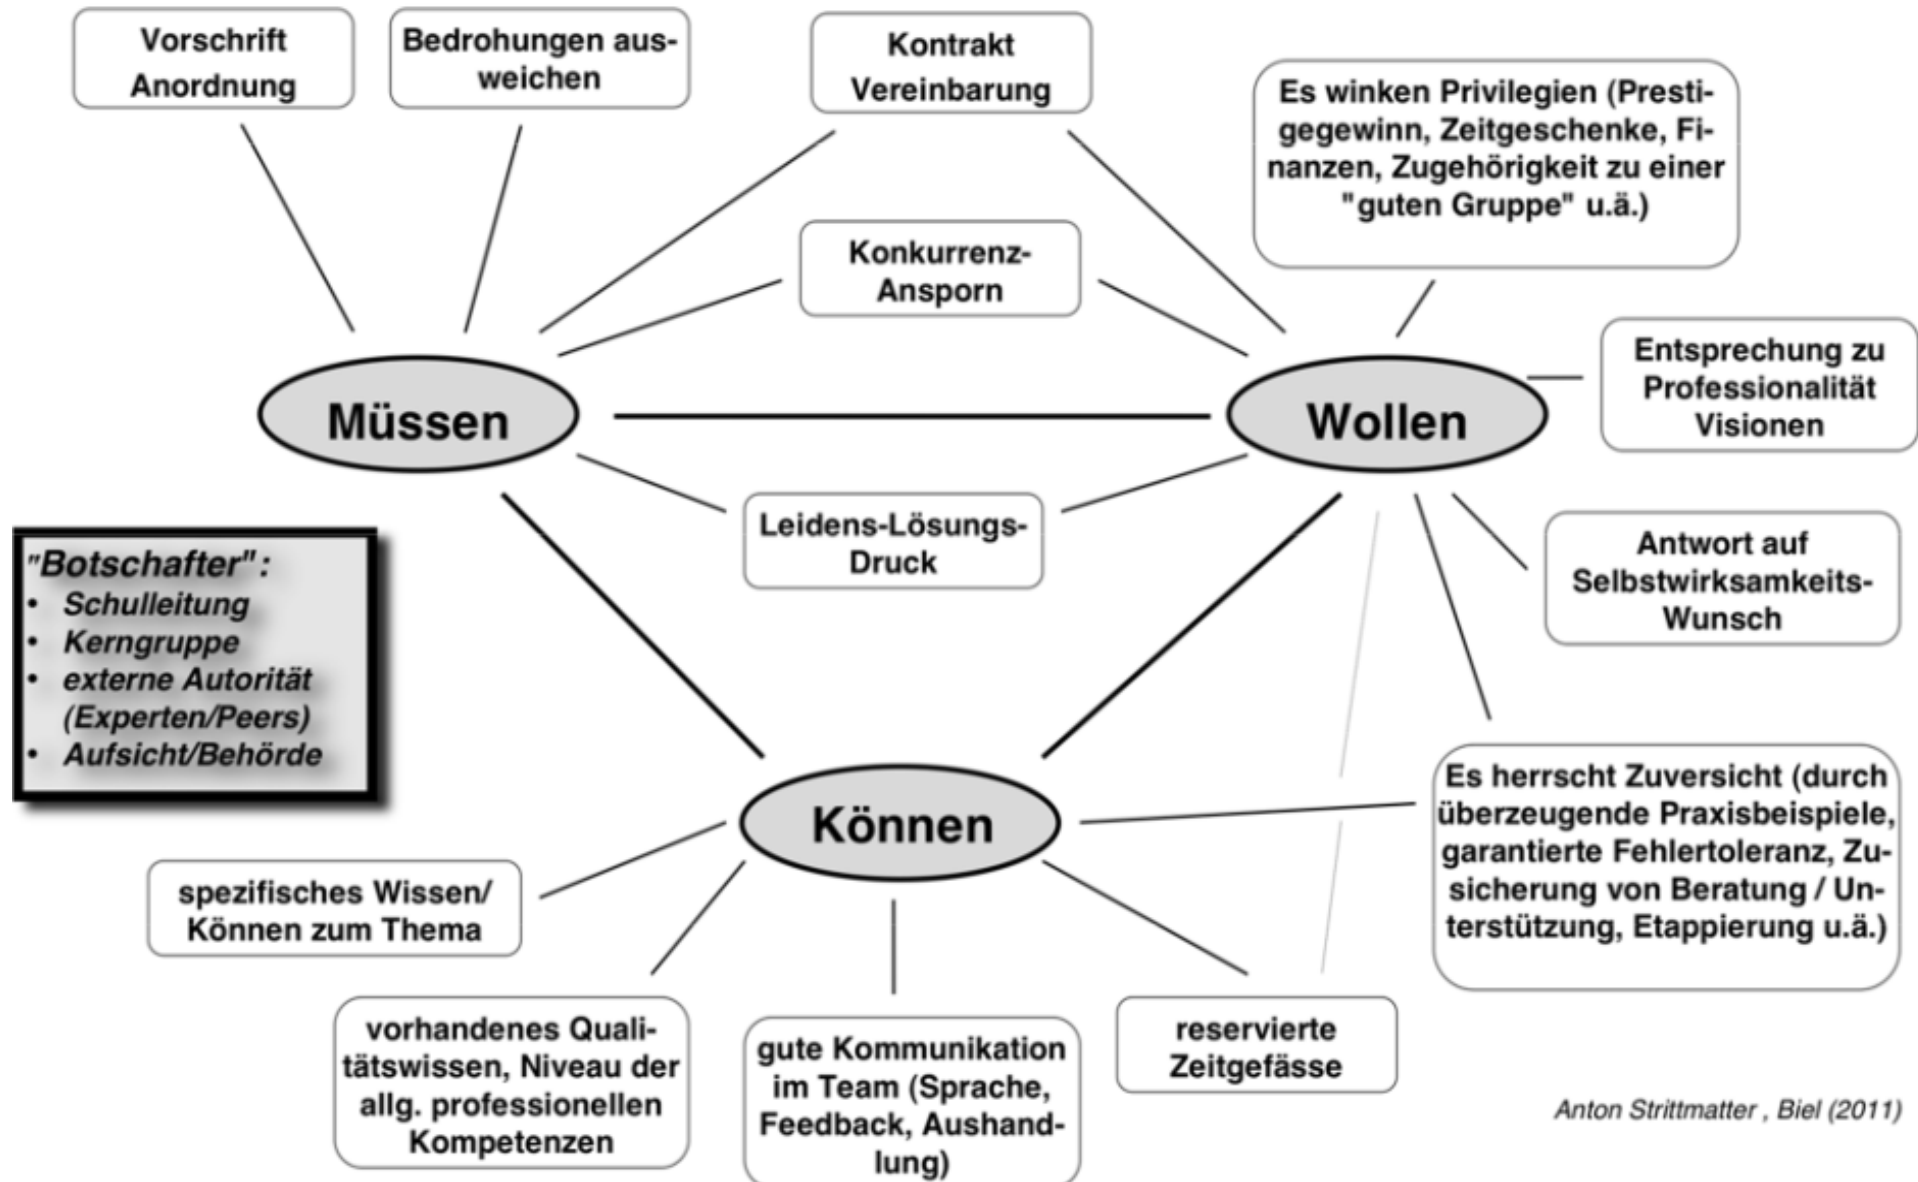 Vorschrift
Anordnung
Bedrohungen aus-
weichen
Kontrakt
Vereinbarung
Es winken Privilegien (Presti-
gegewinn, Zeitgeschenke, Fi-
nanzen, Zugehörigkeit zu einer
"guten Gruppe" u.ä.)
Konkurrenz-
Ansporn
Entsprechung zu
Professionalität
Visionen
Müssen
Wollen
Leidens-Lösungs-
Druck
Antwort auf
Selbstwirksamkeits-
Wunsch
"Botschafter":
• Schulleitung
• Kerngruppe
• externe Autorität
(Experten/Peers)
• Aufsicht/Behörde
Können
Es herrscht Zuversicht (durch
überzeugende Praxisbeispiele,
garantierte Fehlertoleranz, Zu-
sicherung von Beratung / Un-
terstützung, Etappierung u.ä.)
spezifisches Wissen/
Können zum Thema
vorhandenes Quali-
tätswissen, Niveau der
allg. professionellen
Kompetenzen
gute Kommunikation
im Team (Sprache,
Feedback, Aushand-
lung)
reservierte
Zeitgefässe
Anton Strittmatter , Biel (2011)